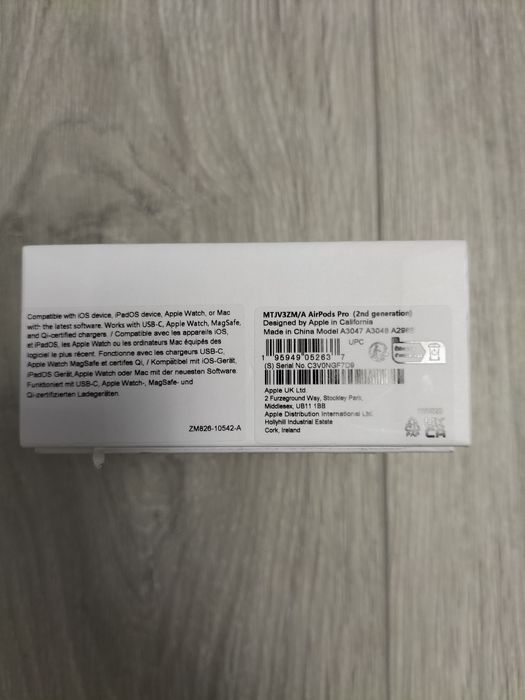 Compatible with iOS device, iPadOS device, Apple Watch, or Mac
with the latest software. Works with USB-C, Apple Watch, MagSafe,
and Qi-certified chargers. / Compatible avec les appareils iOS,
et iPadOS, les Apple Watch ou les ordinateurs Mac équipés des
logiciel le plus récent. Fonctionne avec les chargeurs USB-C,
Apple Watch MagSafe et certifés Qi. / Kompatibel mit iOS-Gerät,
iPadOS Gerät,Apple Watch oder Mac mit der neuesten Software.
Funktioniert mit USB-C, Apple Watch-, MagSafe- und
Qi-zertifizierten Ladegeräten.
ZM826-10542-A
MTJV3ZM/A AirPods Pro (2nd generation)
Designed by Apple in California
Made in China Model A3047 A3048
UPC
1 95949 05263 7
(S) Serial No. C3V0NGF7D9
Apple UK Ltd.
2 Furzeground Way, Stockley Park,
Middlesex, UB11 1BB
Apple Distribution International Ltd.
Hollyhill Industrial Estate
Cork, Ireland
PAP
UK
CA